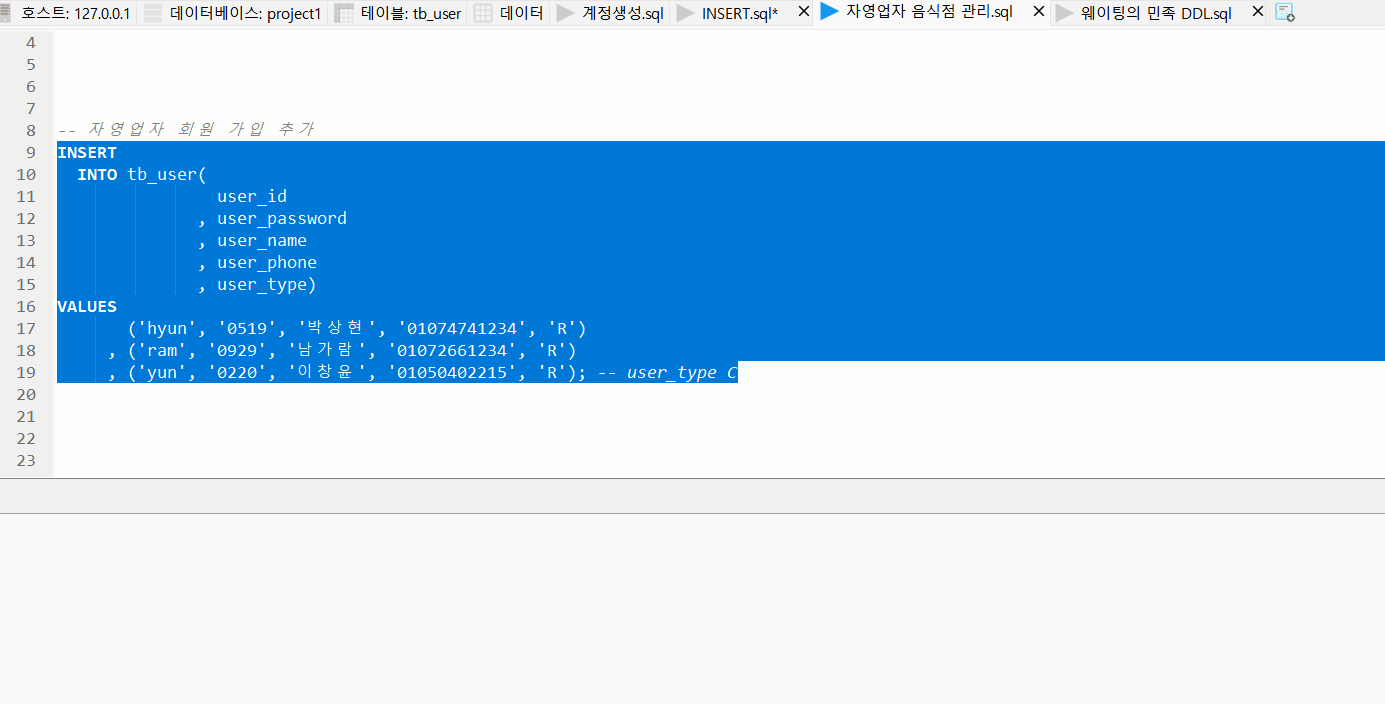 호스트: 127.0.0.1 데이터베이스: project1 테이블: tb_user 데이터 계정생성.sql INSERT.sql* 자영업자 음식점 관리.sql 웨이팅의 민족 DDL.sql
4
5
6
7
8 -- 자영업자 회원 가입 추가
9 INSERT
10 INTO tb_user(
11 user_id
12 , user_password
13 , user_name
14 , user_phone
15 , user_type)
16 VALUES
17 ('hyun', '0519', '박상현', '01074741234', 'R')
18 , ('ram', '0929', '남가람', '01072661234', 'R')
19 , ('yun', '0220', '이창윤', '01050402215', 'R'); -- user_type C
20
21
22
23